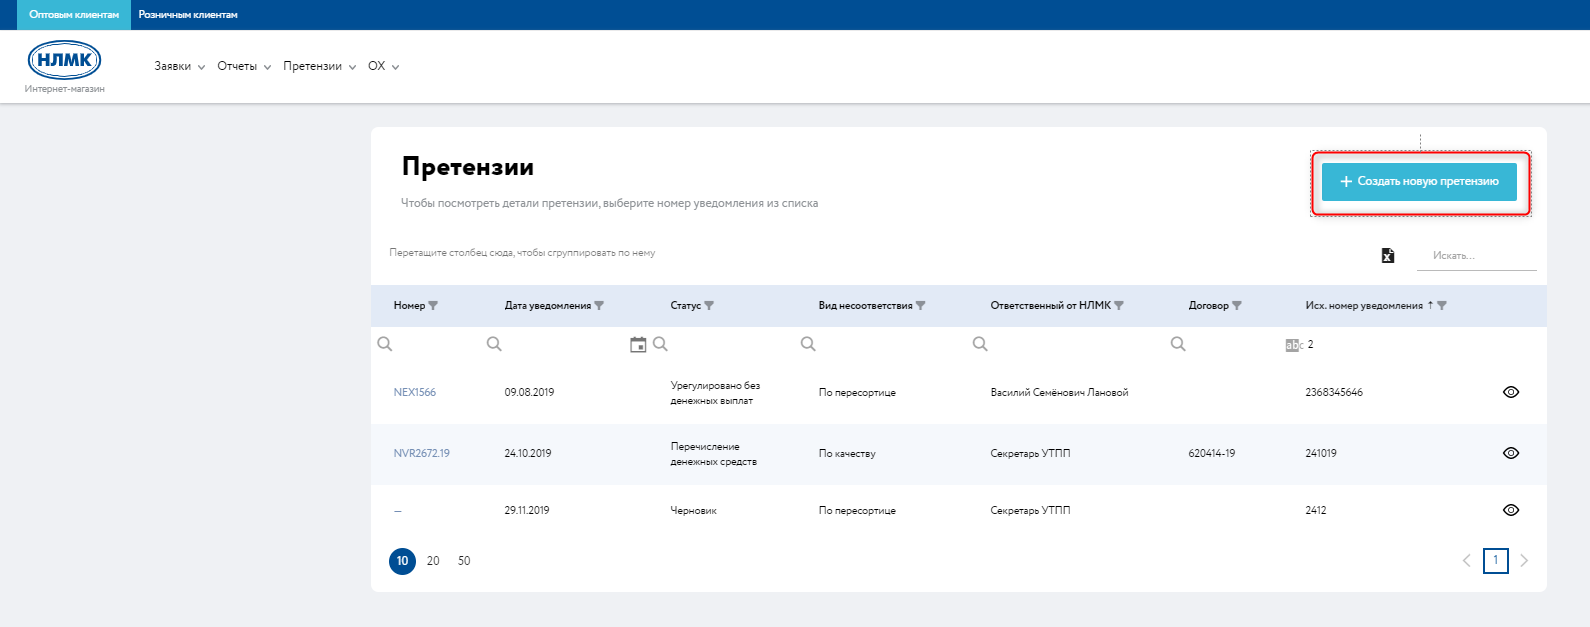 Оптовым клиентам Розничным клиентам
НЛМК
Интернет-магазин
Заявки Отчеты Претензии ОХ
Претензии
+ Создать новую претензию
Чтобы посмотреть детали претензии, выберите номер уведомления из списка
Перетащите столбец сюда, чтобы сгруппировать по нему
Искать...
Номер Дата уведомления Статус Вид несоответствия Ответственный от НЛМК Договор Исх. номер уведомления ↑
abc 2
NEX1566 09.08.2019 Урегулировано без денежных выплат По пересортице Василий Семёнович Лановой 2368345646
NVR2672.19 24.10.2019 Перечисление денежных средств По качеству Секретарь УТПП 620414-19 241019
— 29.11.2019 Черновик По пересортице Секретарь УТПП 2412
10 20 50 1